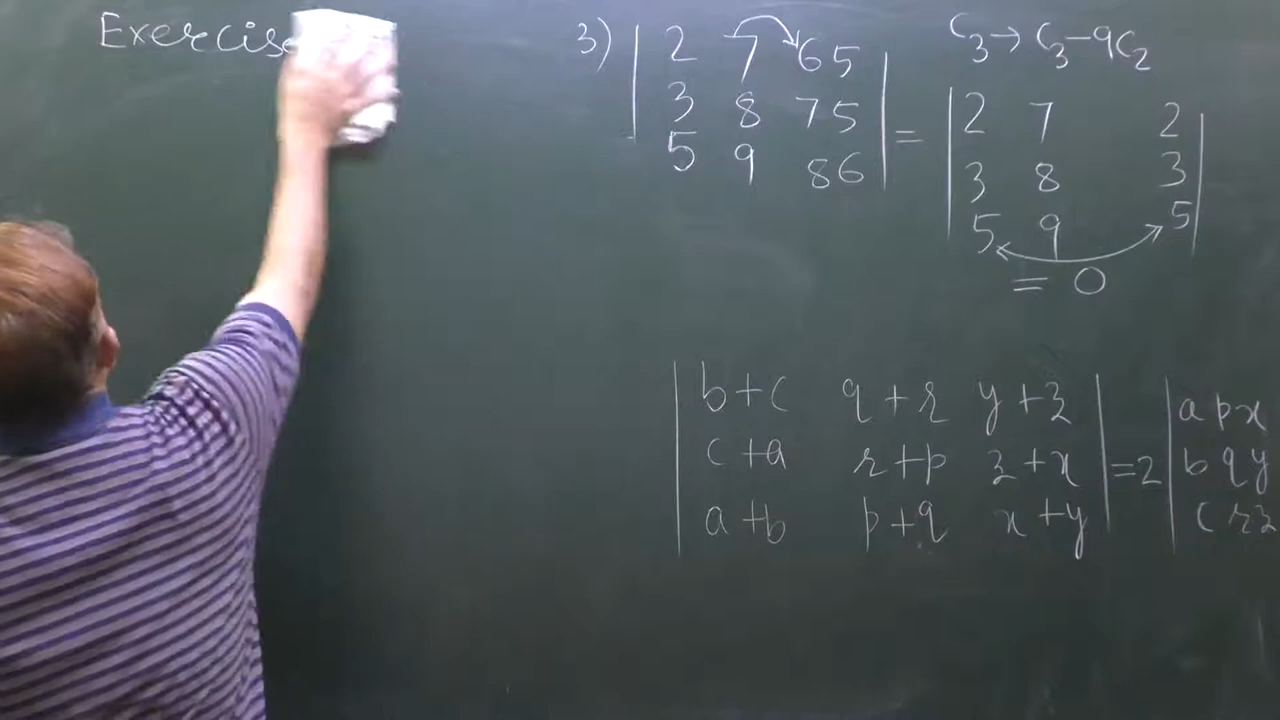 Exercise
3) | 2 7 65 |
| 3 8 75 | =
| 5 9 86 |
C3 → C3 - 9C2
| 2 7 2 |
| 3 8 3 |
| 5 9 5 |
= 0
| b+c q+r y+z | | a p x |
| c+a r+p z+x | =2 | b q y |
| a+b p+q x+y | | c r z